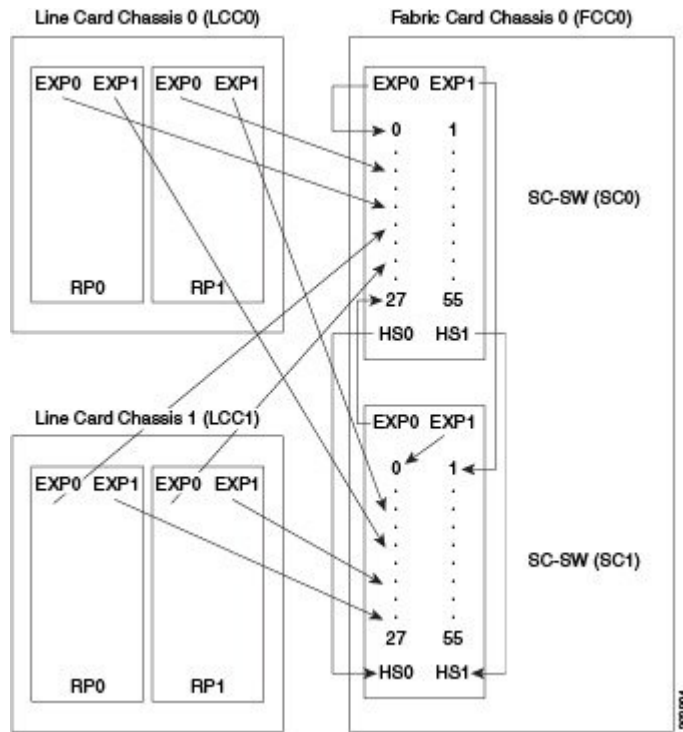 Line Card Chassis 0 (LCC0)
Fabric Card Chassis 0 (FCC0)
EXP0 EXP1
EXP0 EXP1
RP0
RP1
EXP0 EXP1
0 1
27 55
HS0 HS1
SC-SW (SC0)
Line Card Chassis 1 (LCC1)
EXP0 EXP1
EXP0 EXP1
RP0
RP1
EXP0 EXP1
0 1
27 55
HS0 HS1
SC-SW (SC1)